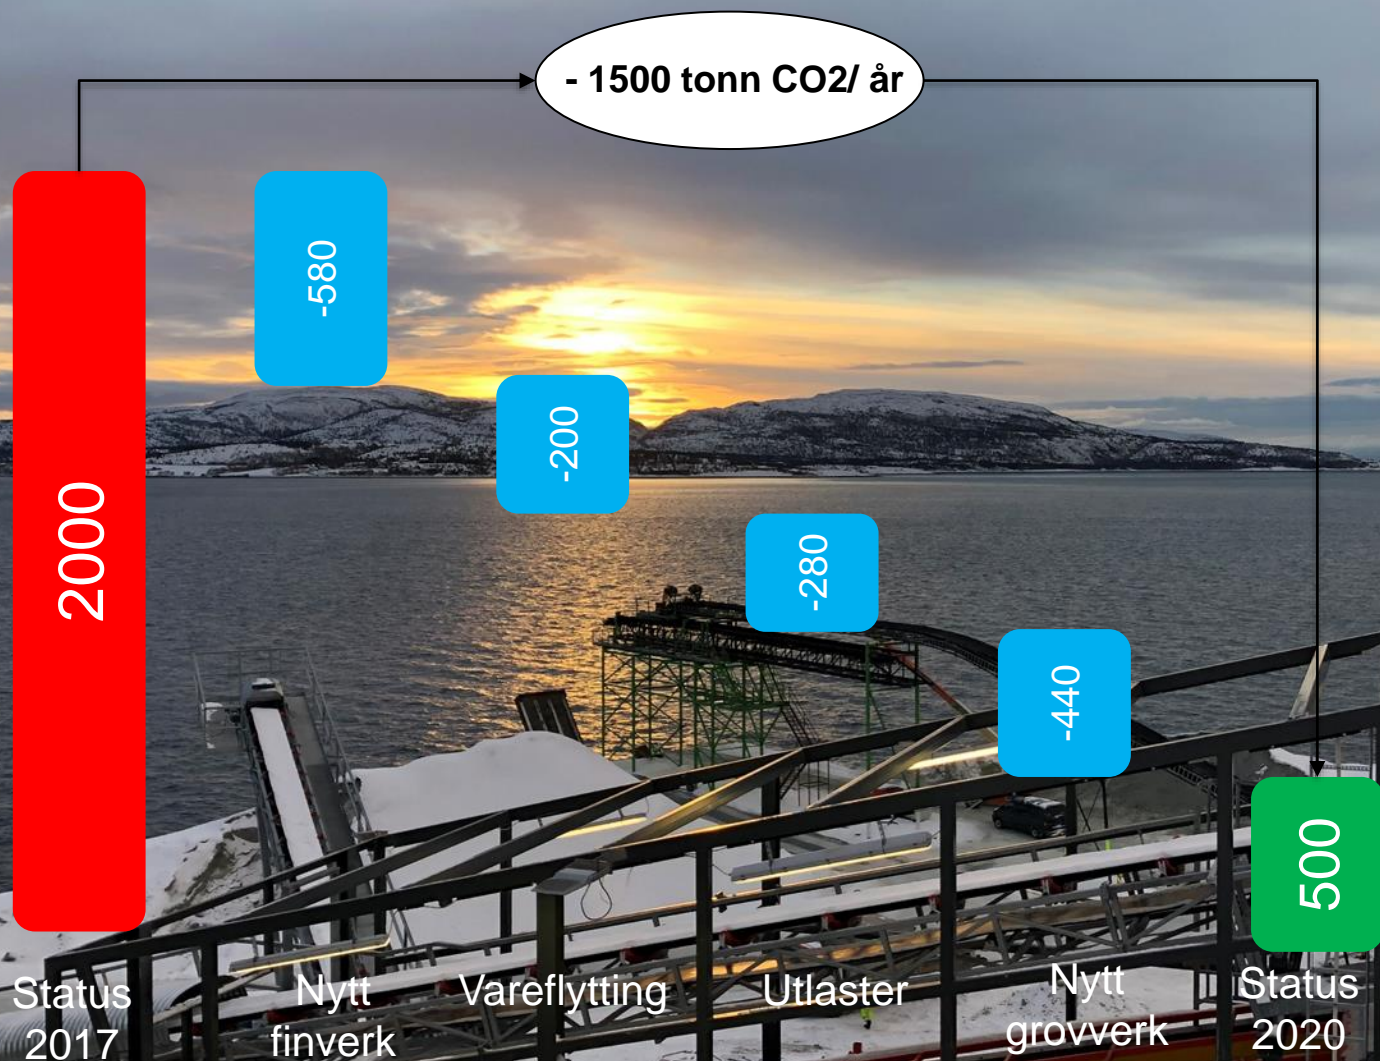 - 1500 tonn CO2/ år
2000
-580
-200
-280
-440
500
Status
2017
Nytt
finverk
Vareflytting
Utlaster
Nytt
grovverk
Status
2020